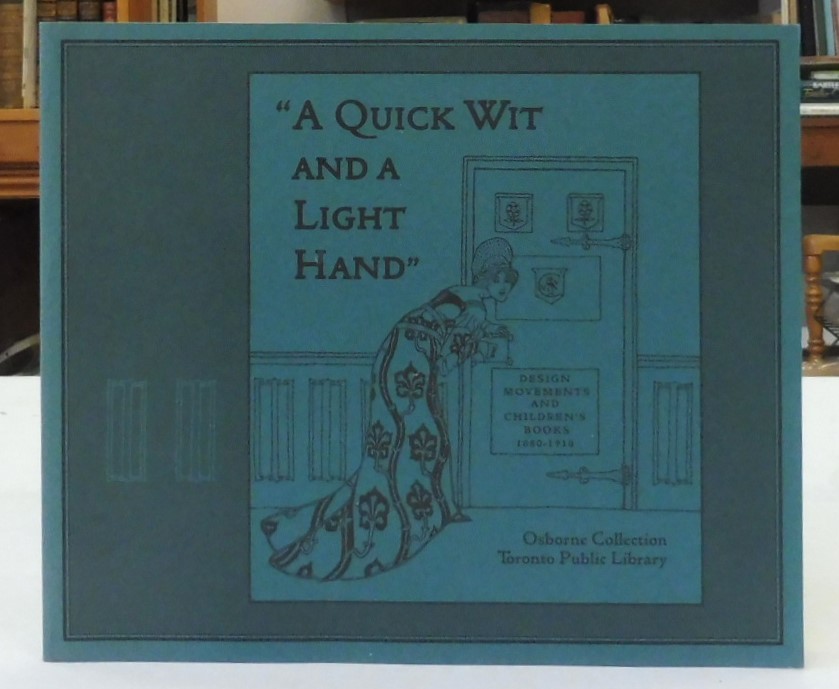 “A Quick Wit
and a
Light
Hand”
Design
Movements
and
Children's
Books
1880-1910
Osborne Collection
Toronto Public Library